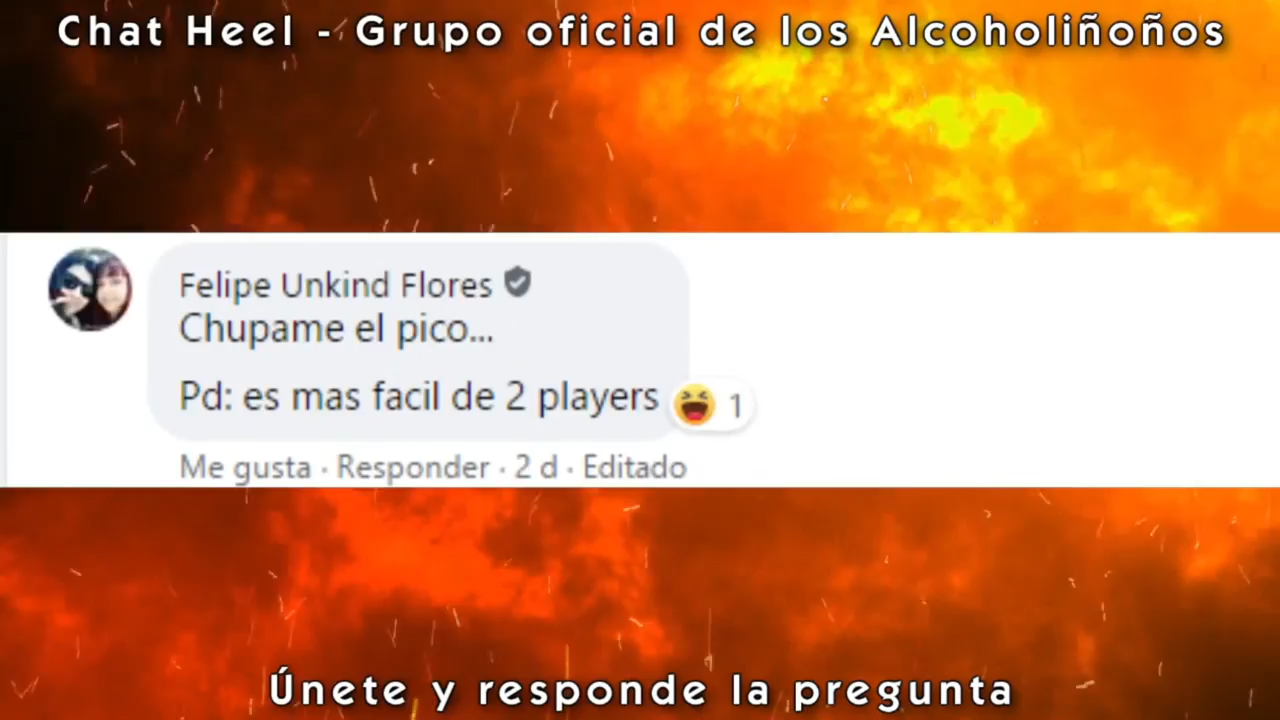 Chat Heel - Grupo oficial de los Alcoholiñoños
Felipe Unkind Flores
Chupame el pico...
Pd: es mas facil de 2 players
1
Me gusta · Responder · 2 d · Editado
Únete y responde la pregunta